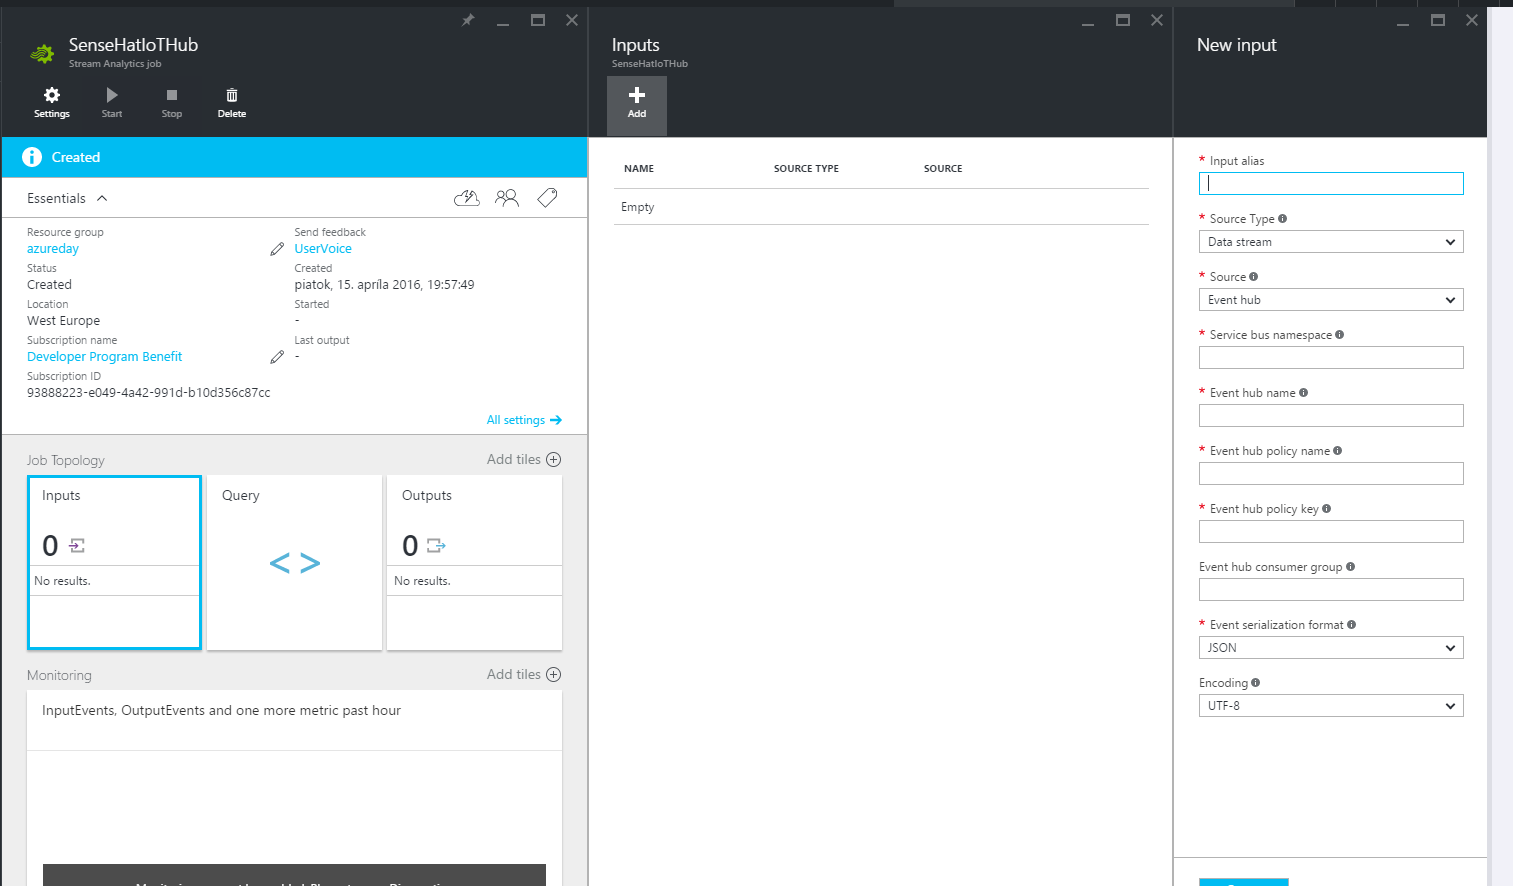 SenseHatIoTHub
Stream Analytics job
Settings
Start
Stop
Delete
Created
Essentials
Resource group
azureday
Status
Created
Location
West Europe
Subscription name
Developer Program Benefit
Subscription ID
93888223-e049-4a42-991d-b10d356c87cc
Send feedback
UserVoice
Created
piatok, 15. apríla 2016, 19:57:49
Started
-
Last output
-
All settings
Job Topology
Add tiles
Inputs
0
No results.
Query
< >
Outputs
0
No results.
Monitoring
Add tiles
InputEvents, OutputEvents and one more metric past hour
Inputs
SenseHatIoTHub
Add
NAME SOURCE TYPE SOURCE
Empty
New input
* Input alias
* Source Type
Data stream
* Source
Event hub
* Service bus namespace
* Event hub name
* Event hub policy name
* Event hub policy key
Event hub consumer group
* Event serialization format
JSON
Encoding
UTF-8